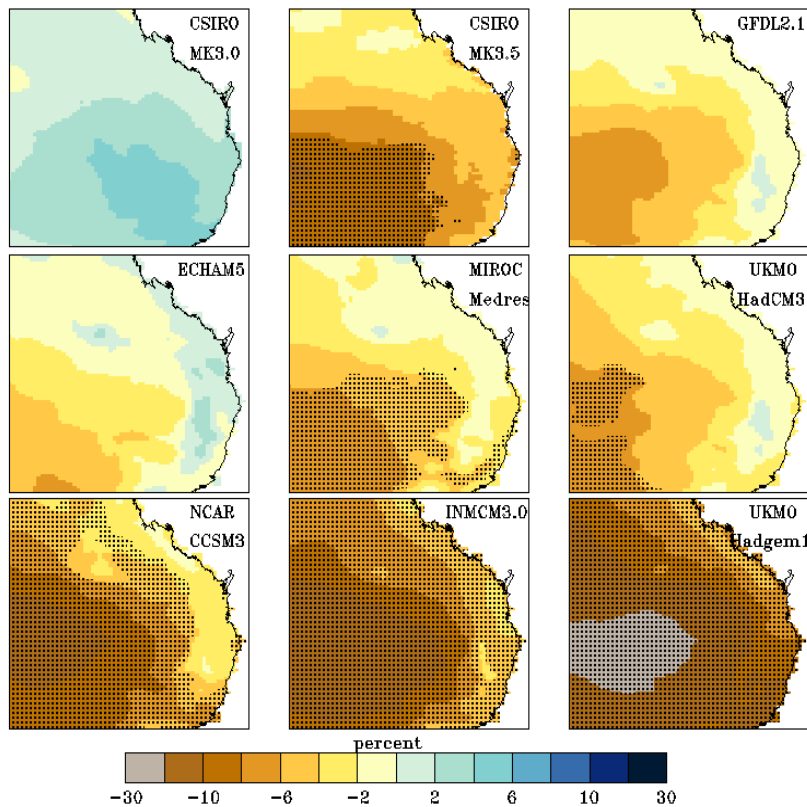 CSIRO
MK3.0
CSIRO
MK3.5
GFDL2.1
ECHAM5
MIROC
Medres
UKMO
HadCM3
NCAR
CCSM3
INMCM3.0
UKMO
Hadgem1
percent
-30 -10 -6 -2 2 6 10 30